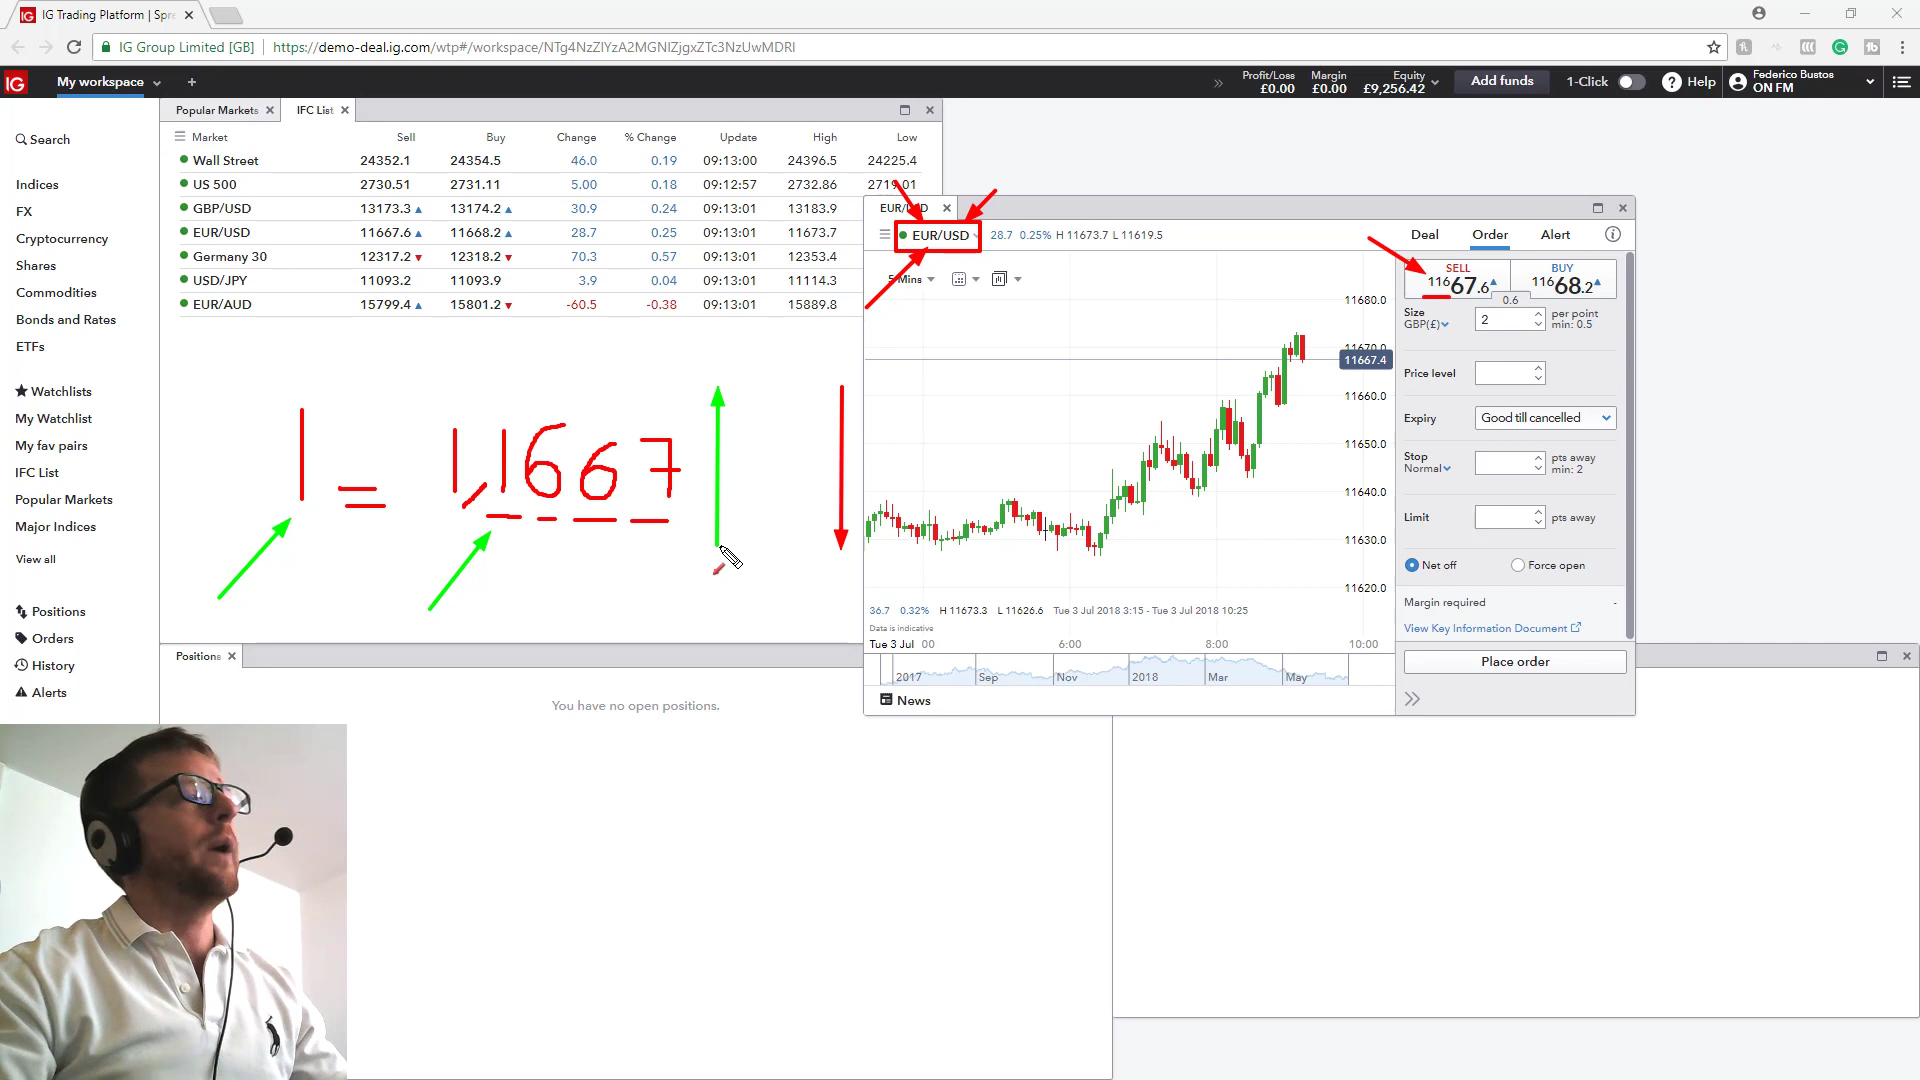 IG Trading Platform | Spre
IG Group Limited [GB] https://demo-deal.ig.com/wtp#/workspace/NTg4NzZlYzA2MGNlZjgxZTc3NzUwMDRl
IG My workspace + » Profit/Loss £0.00 Margin £0.00 Equity £9,256.42 Add funds 1-Click Help Federico Bustos ON FM
Popular Markets IFC List
Search
Indices
FX
Cryptocurrency
Shares
Commodities
Bonds and Rates
ETFs
Watchlists
My Watchlist
My fav pairs
IFC List
Popular Markets
Major Indices
View all
Positions
Orders
History
Alerts
Market Sell Buy Change % Change Update High Low
Wall Street 24352.1 24354.5 46.0 0.19 09:13:00 24396.5 24225.4
US 500 2730.51 2731.11 5.00 0.18 09:12:57 2732.86 2719.01
GBP/USD 13173.3 13174.2 30.9 0.24 09:13:01 13183.9
EUR/USD 11667.6 11668.2 28.7 0.25 09:13:01 11673.7
Germany 30 12317.2 12318.2 70.3 0.57 09:13:01 12353.4
USD/JPY 11093.2 11093.9 3.9 0.04 09:13:01 11114.3
EUR/AUD 15799.4 15801.2 -60.5 -0.38 09:13:01 15889.8
1 = 1,1667
Positions
You have no open positions.
EUR/USD
EUR/USD 28.7 0.25% H 11673.7 L 11619.5
5 Mins
11680.0
11670.0
11667.4
11660.0
11650.0
11640.0
11630.0
11620.0
36.7 0.32% H 11673.3 L 11626.6 Tue 3 Jul 2018 3:15 - Tue 3 Jul 2018 10:25
Data is indicative
Tue 3 Jul 00 6:00 8:00 10:00
2017 Sep Nov 2018 Mar May
News
Deal Order Alert
SELL 11667.6 BUY 11668.2
0.6
Size GBP(£) 2 per point min: 0.5
Price level
Expiry Good till cancelled
Stop Normal pts away min: 2
Limit pts away
Net off Force open
Margin required -
View Key Information Document
Place order